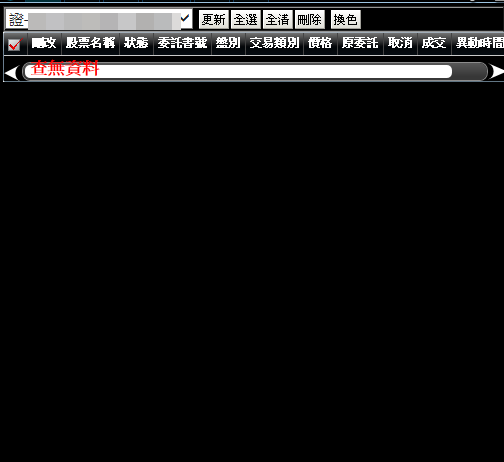 證- 更新 全選 全清 刪除 換色
刪改 股票名稱 狀態 委託書號 盤別 交易類別 價格 原委託 取消 成交 異動時間
查無資料